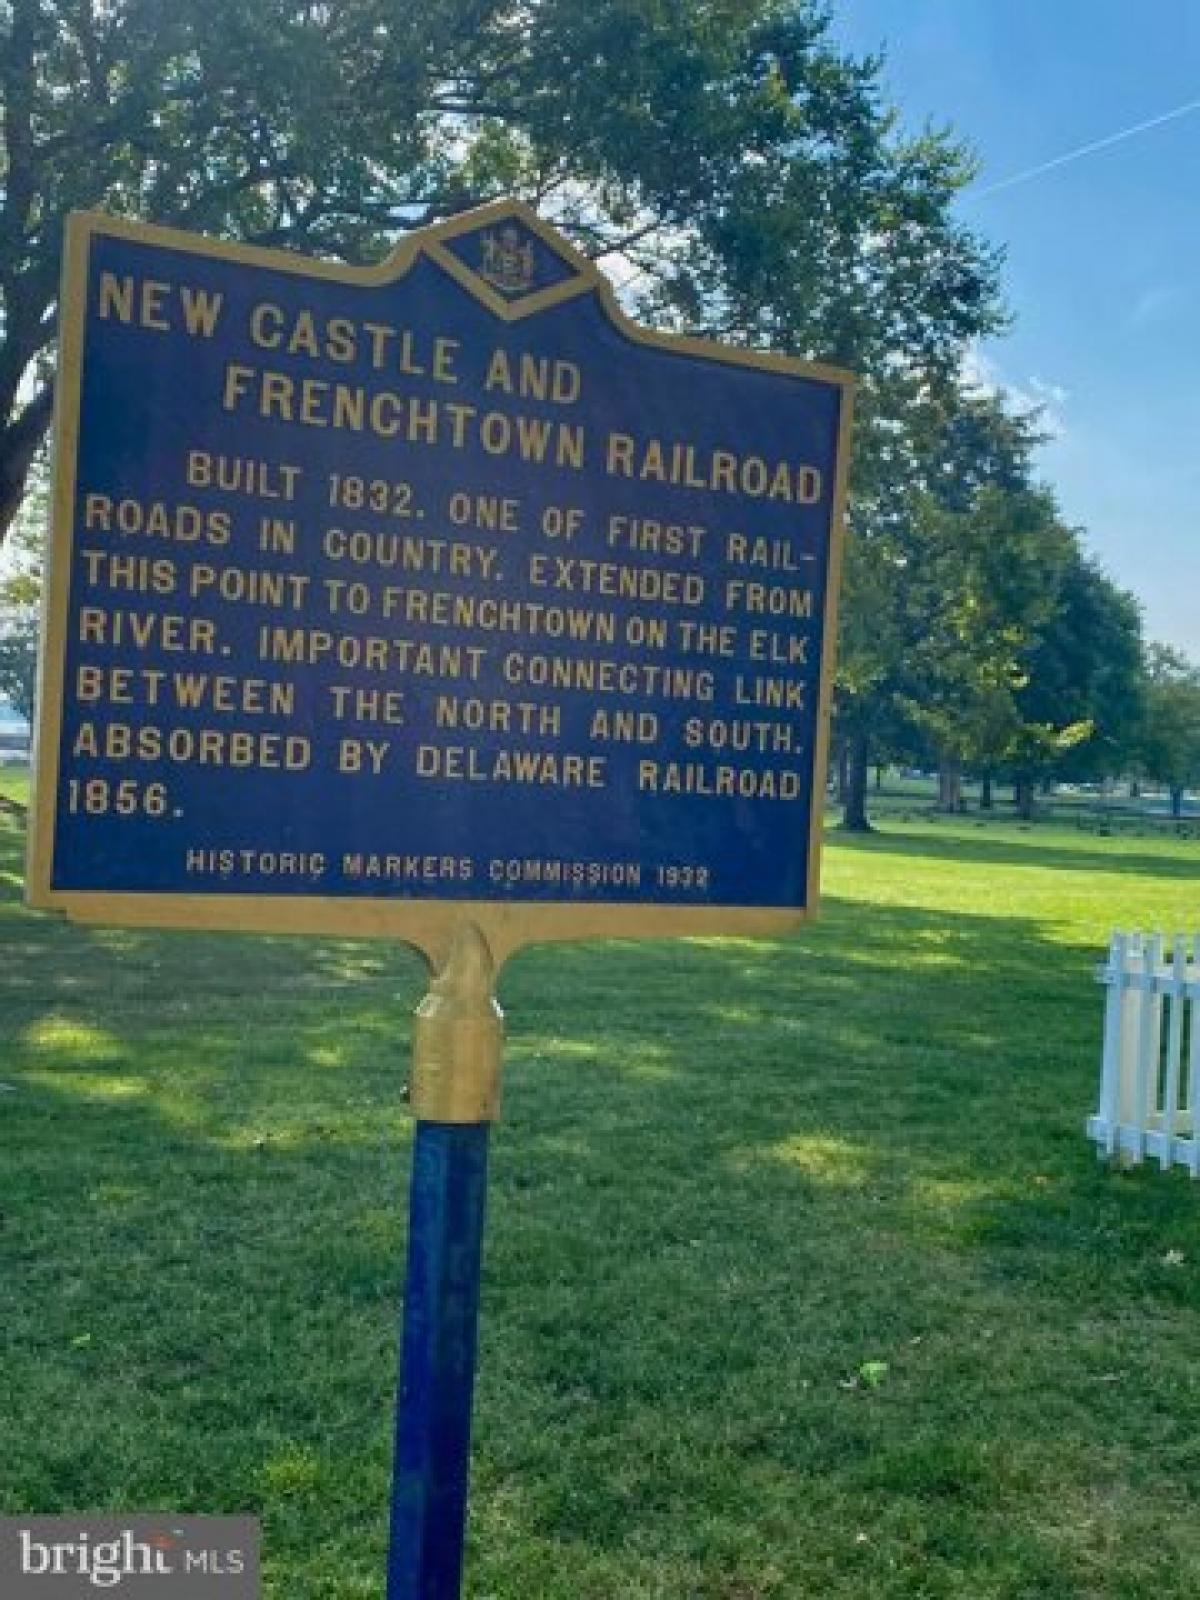 NEW CASTLE AND
FRENCHTOWN RAILROAD
BUILT 1832. ONE OF FIRST RAIL-
ROADS IN COUNTRY. EXTENDED FROM
THIS POINT TO FRENCHTOWN ON THE ELK
RIVER. IMPORTANT CONNECTING LINK
BETWEEN THE NORTH AND SOUTH.
ABSORBED BY DELAWARE RAILROAD
1856.
HISTORIC MARKERS COMMISSION 1932
bright MLS